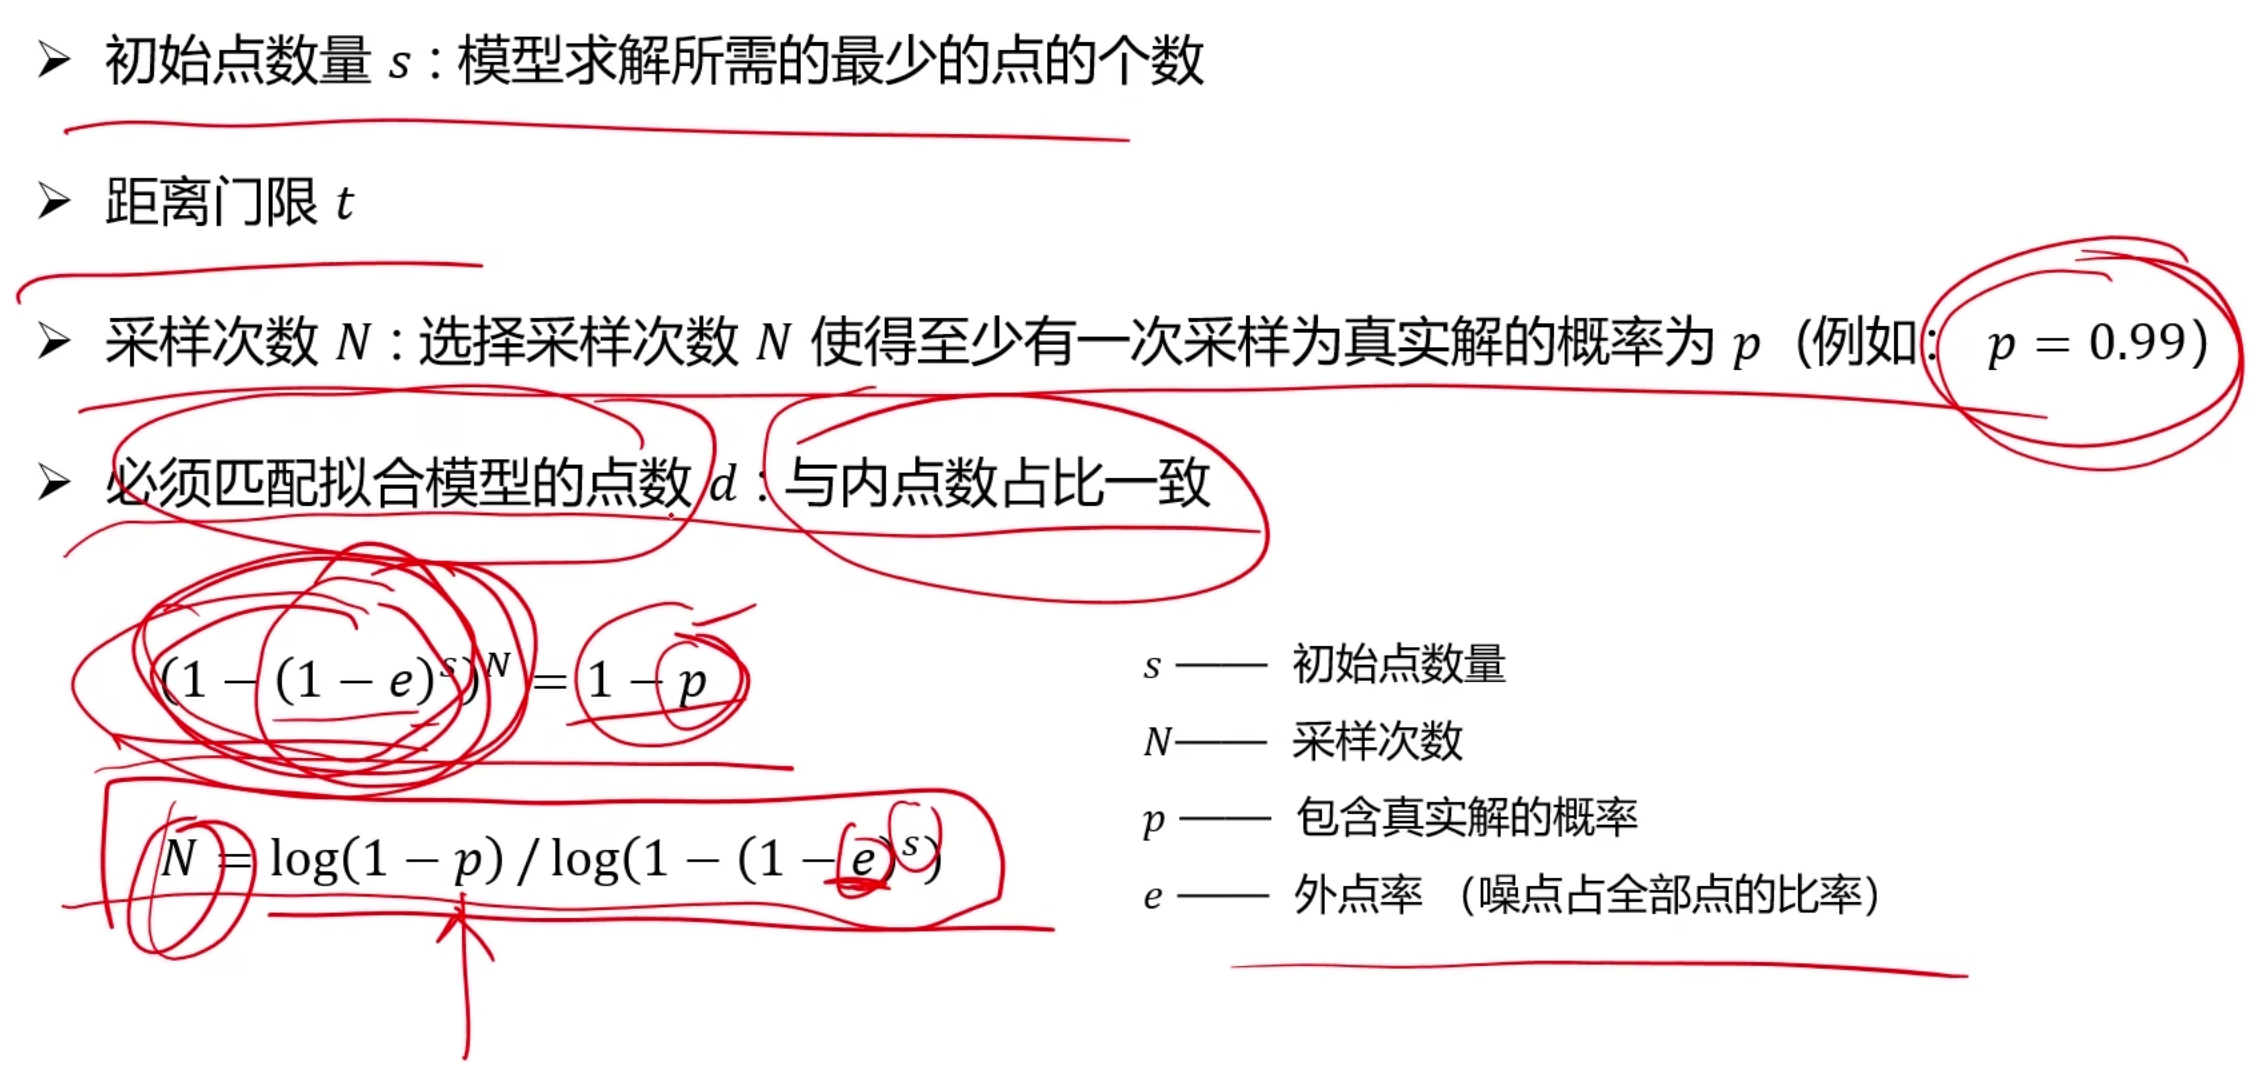 ➢ 初始点数量 s : 模型求解所需的最少的点的个数
➢ 距离门限 t
➢ 采样次数 N : 选择采样次数 N 使得至少有一次采样为真实解的概率为 p (例如: p = 0.99)
➢ 必须匹配拟合模型的点数 d : 与内点数占比一致
(1 − (1 − e)^s)^N = 1 − p
N = log(1 − p) / log(1 − (1 − e)^s)
s —— 初始点数量
N —— 采样次数
p —— 包含真实解的概率
e —— 外点率 (噪点占全部点的比率)